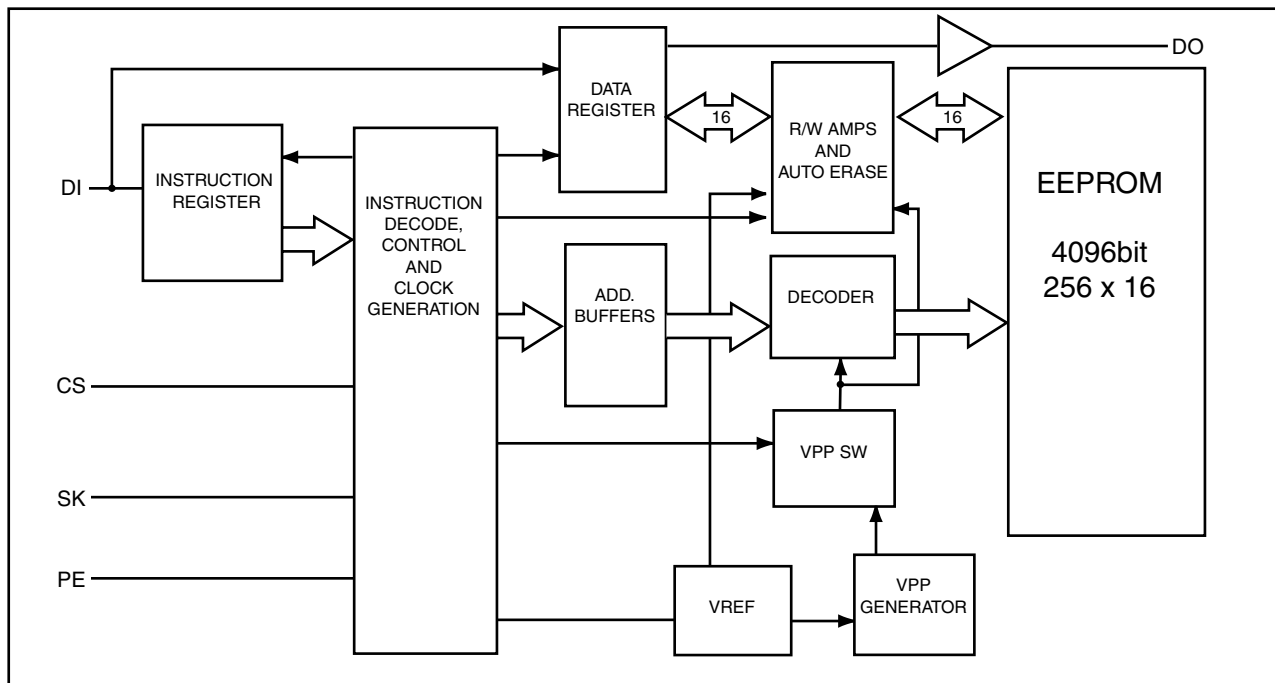 DO
DATA
REGISTER
16
R/W AMPS
AND
AUTO ERASE
16
EEPROM
4096bit
256 x 16
DI
INSTRUCTION
REGISTER
INSTRUCTION
DECODE,
CONTROL
AND
CLOCK
GENERATION
ADD.
BUFFERS
DECODER
CS
VPP SW
SK
PE
VREF
VPP
GENERATOR